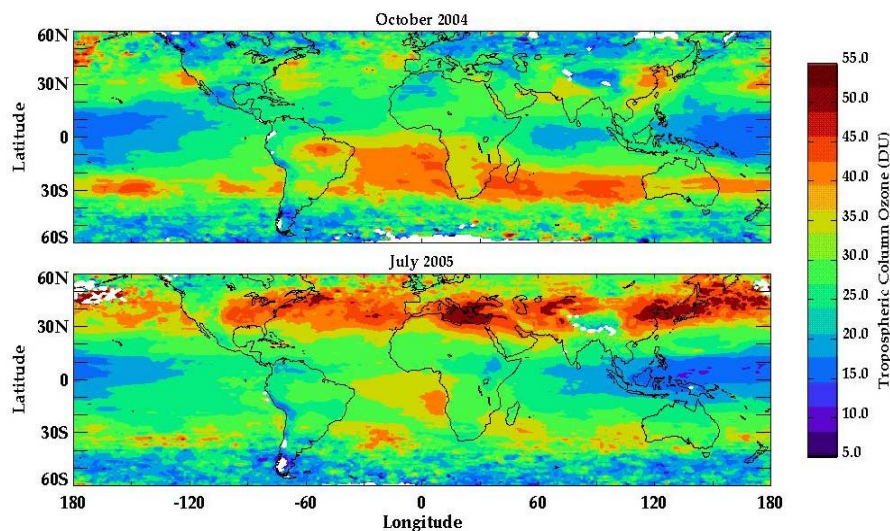 October 2004
60N
30N
0
30S
60S
Latitude
July 2005
60N
30N
0
30S
60S
Latitude
180
-120
-60
0
60
120
180
Longitude
55.0
50.0
45.0
40.0
35.0
30.0
25.0
20.0
15.0
10.0
5.0
Tropospheric Column Ozone (DU)